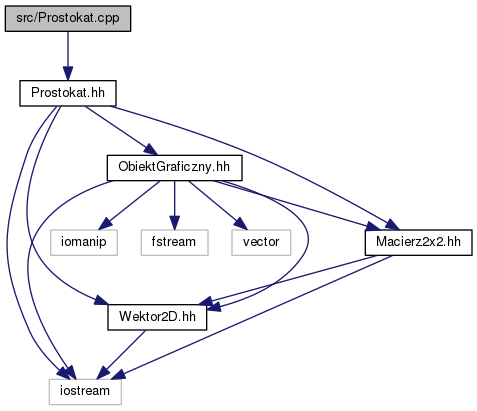 src/Prostokat.cpp
Prostokat.hh
ObiektGraficzny.hh
iomanip
fstream
vector
Macierz2x2.hh
Wektor2D.hh
iostream